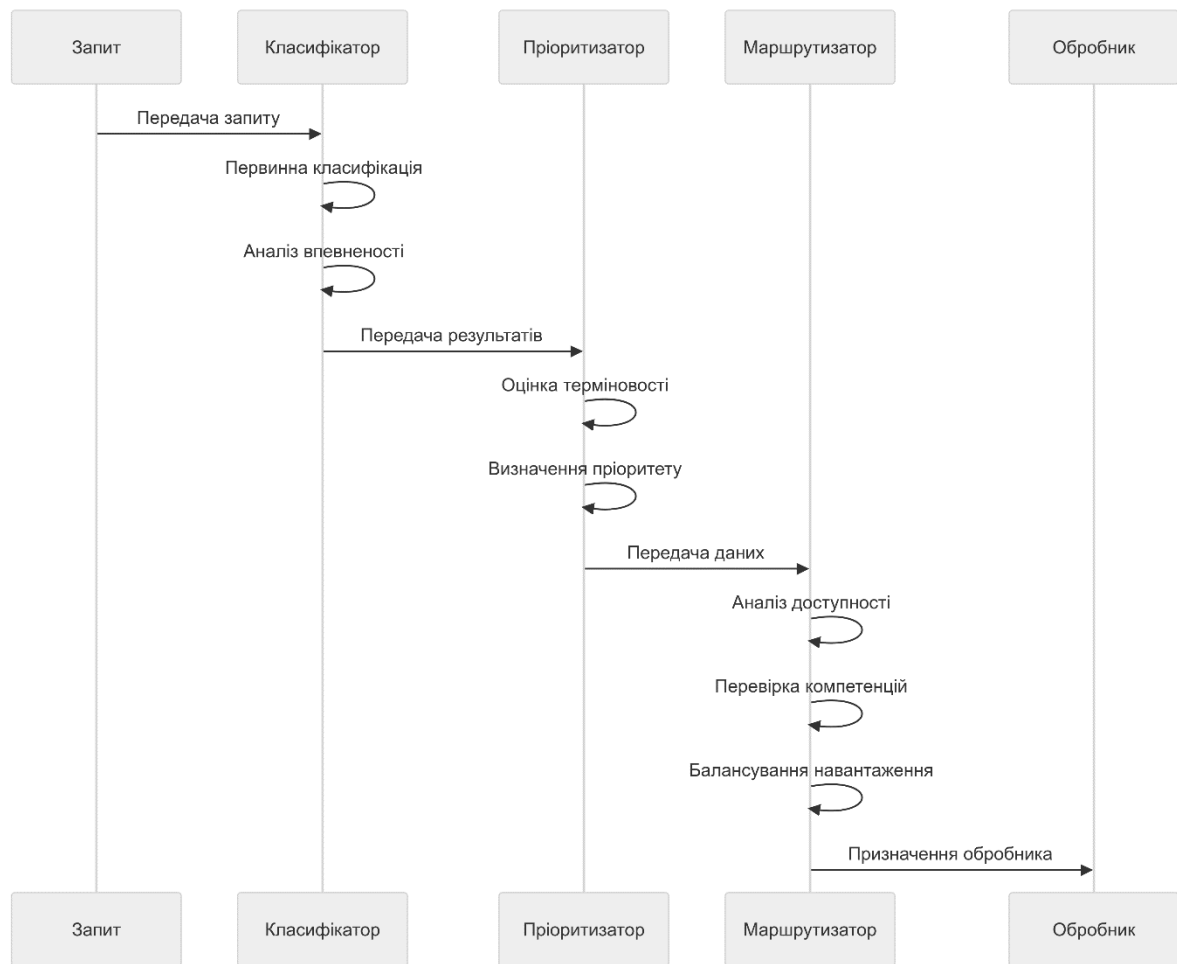 Запит
Класифікатор
Пріоритизатор
Маршрутизатор
Обробник
Передача запиту
Первинна класифікація
Аналіз впевненості
Передача результатів
Оцінка терміновості
Визначення пріоритету
Передача даних
Аналіз доступності
Перевірка компетенцій
Балансування навантаження
Призначення обробника
Запит
Класифікатор
Пріоритизатор
Маршрутизатор
Обробник